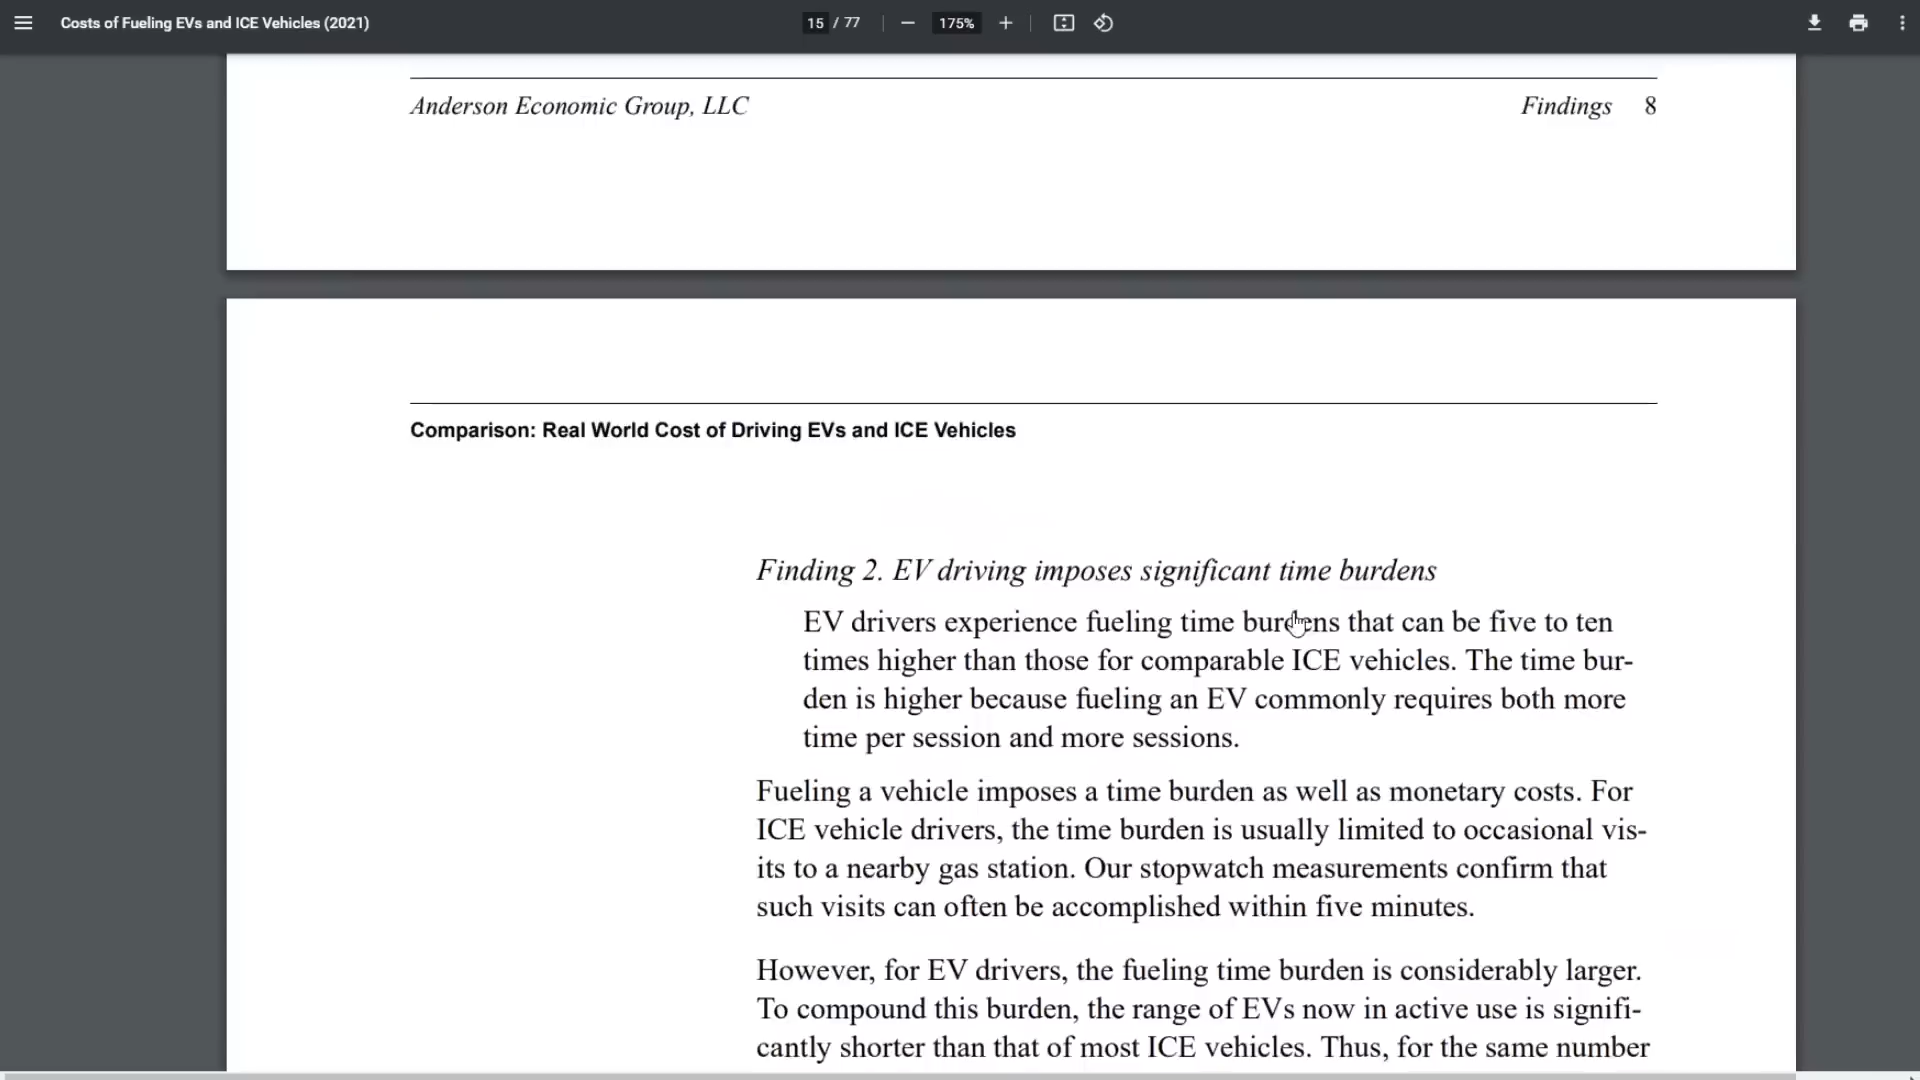 Costs of Fueling EVs and ICE Vehicles (2021)
15 / 77
175%
Anderson Economic Group, LLC
Findings 8
Comparison: Real World Cost of Driving EVs and ICE Vehicles
Finding 2. EV driving imposes significant time burdens
EV drivers experience fueling time burdens that can be five to ten
times higher than those for comparable ICE vehicles. The time bur-
den is higher because fueling an EV commonly requires both more
time per session and more sessions.
Fueling a vehicle imposes a time burden as well as monetary costs. For
ICE vehicle drivers, the time burden is usually limited to occasional vis-
its to a nearby gas station. Our stopwatch measurements confirm that
such visits can often be accomplished within five minutes.
However, for EV drivers, the fueling time burden is considerably larger.
To compound this burden, the range of EVs now in active use is signifi-
cantly shorter than that of most ICE vehicles. Thus, for the same number